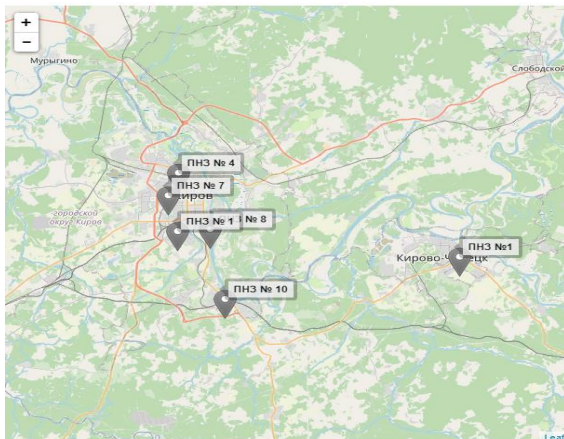 +
−
Мурыгино
Слободской
ПНЗ № 4
ПНЗ № 7
городской
округ Киров
ПНЗ № 1
№ 8
ПНЗ №1
Кирово-Чепецк
ПНЗ № 10